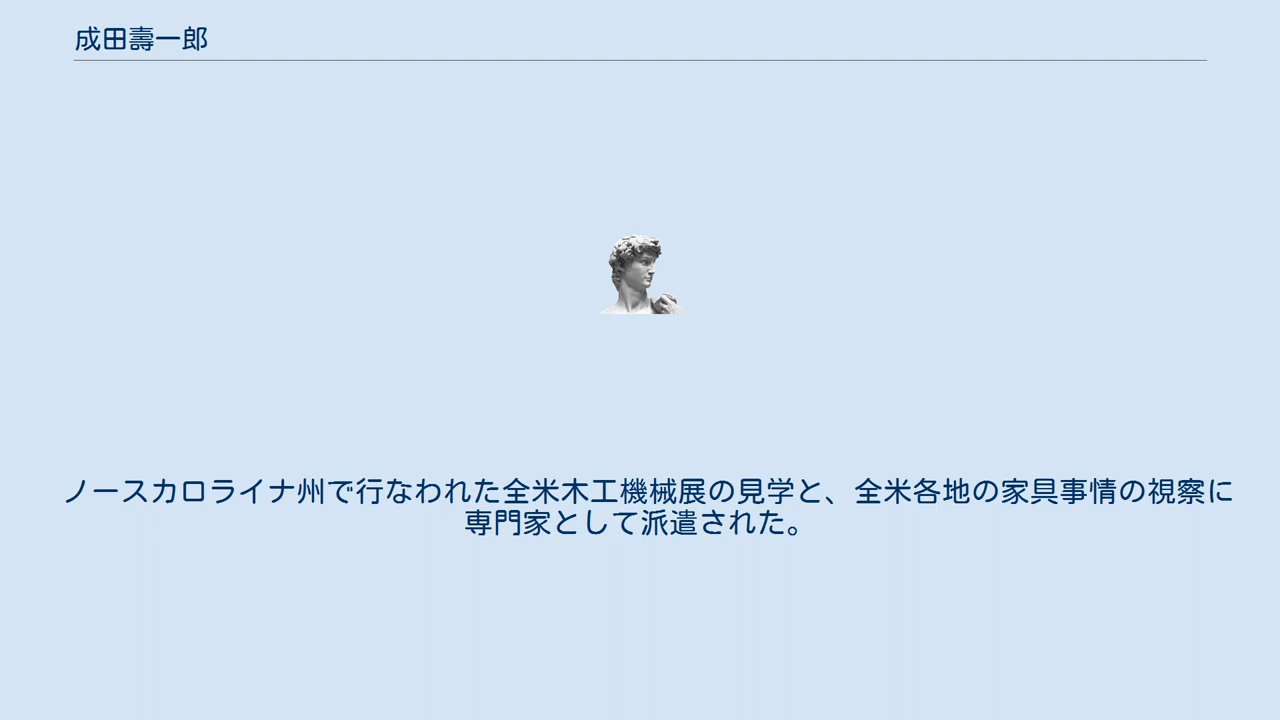 成田壽一郎
ノースカロライナ州で行なわれた全米木工機械展の見学と、全米各地の家具事情の視察に
専門家として派遣された。